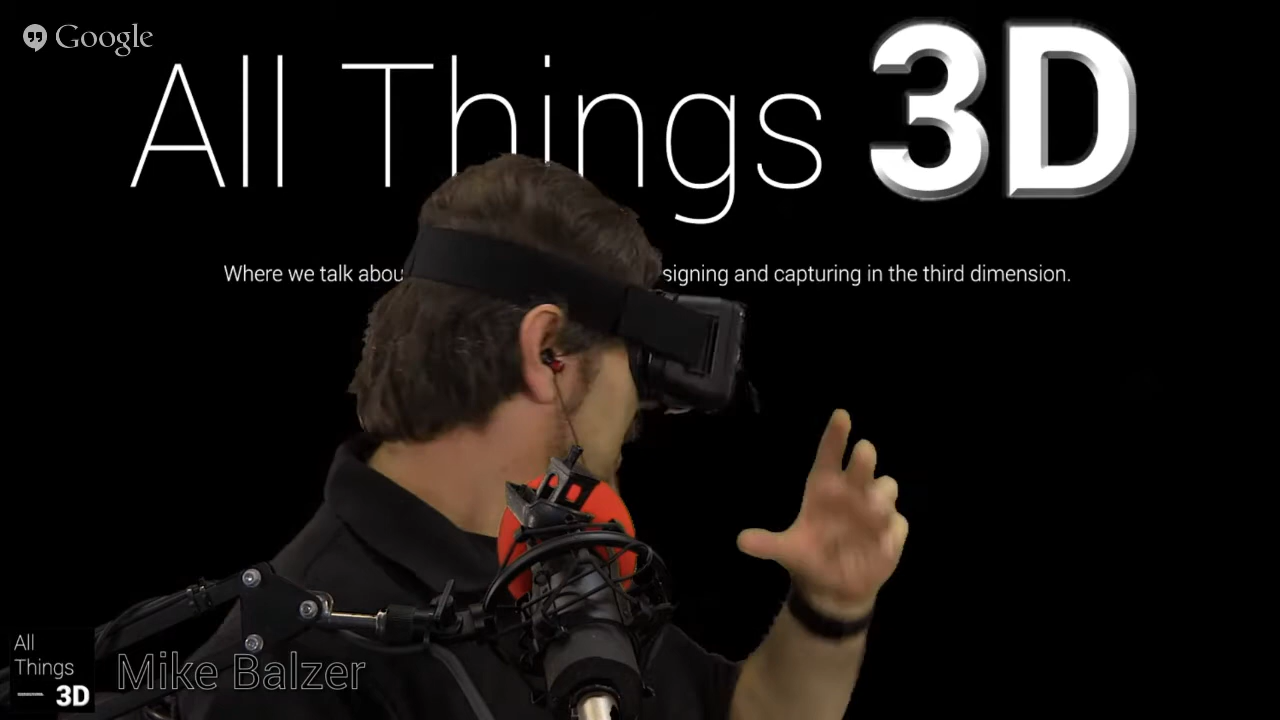 Google
All Things 3D
Where we talk abou signing and capturing in the third dimension.
All
Things
3D
Mike Balzer